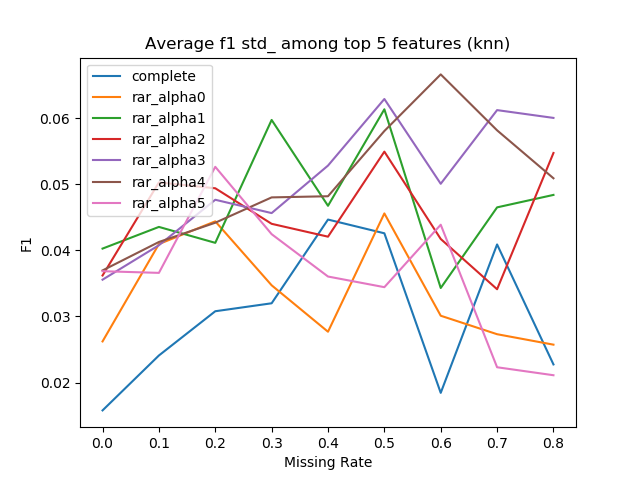 Average f1 std_ among top 5 features (knn)
complete
rar_alpha0
rar_alpha1
rar_alpha2
rar_alpha3
rar_alpha4
rar_alpha5
F1
0.06
0.05
0.04
0.03
0.02
0.0 0.1 0.2 0.3 0.4 0.5 0.6 0.7 0.8
Missing Rate